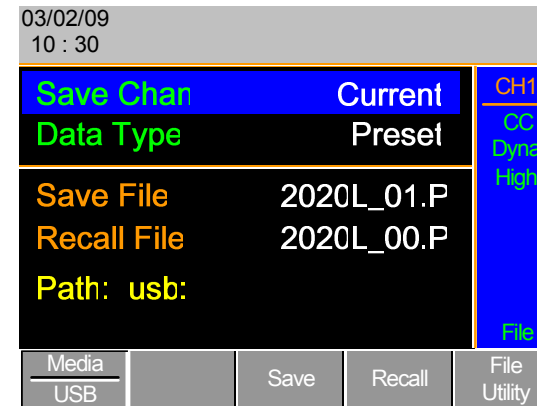 03/02/09
10 : 30
Save Chan Current
Data Type Preset
Save File 2020L_01.P
Recall File 2020L_00.P
Path: usb:
CH1
CC
Dyna
High
File
Media
USB
Save
Recall
File
Utility